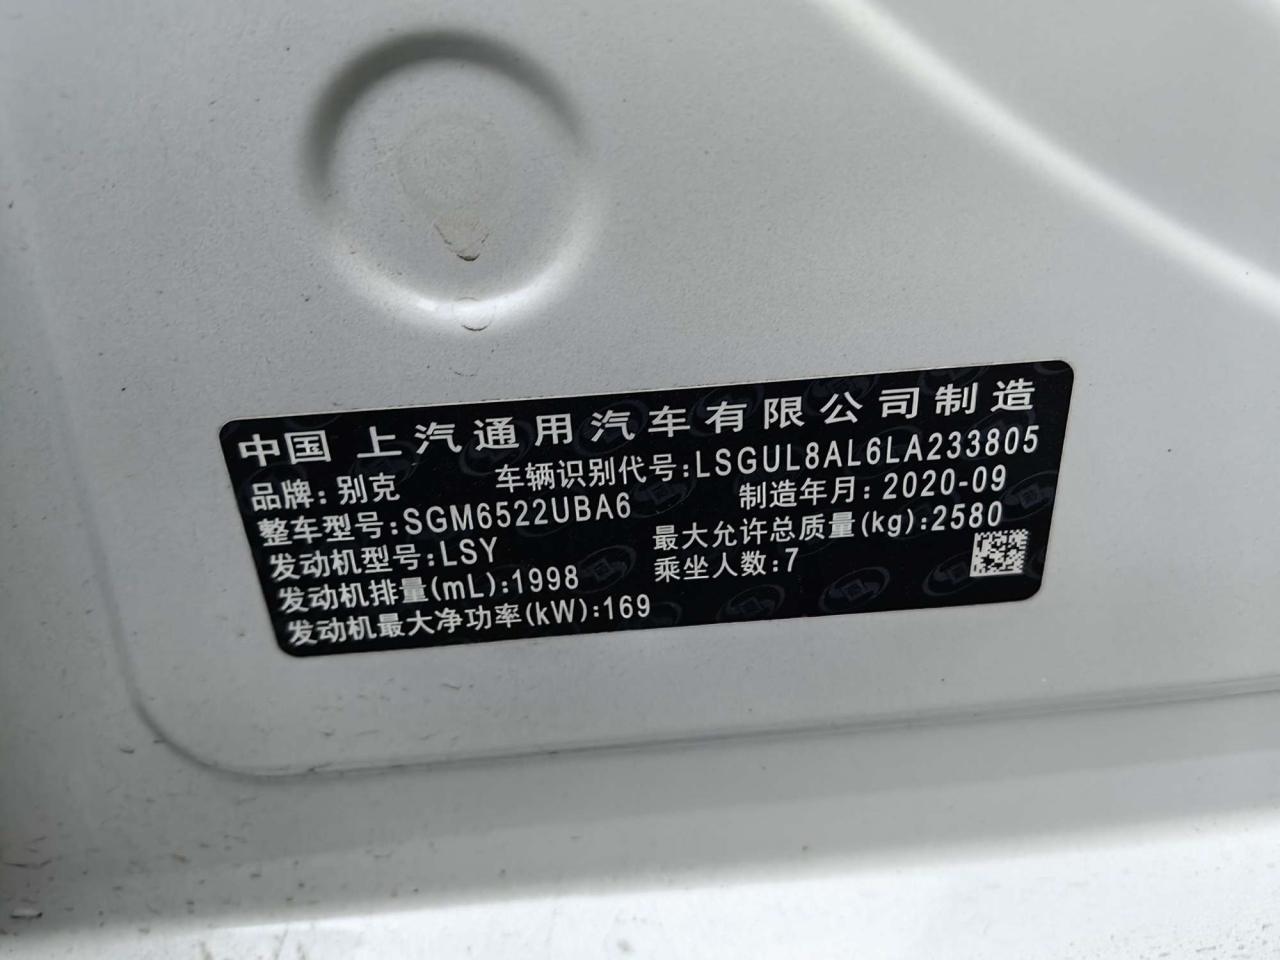 中国 上汽通用汽车有限公司制造
品牌: 别克 车辆识别代号: LSGUL8AL6LA233805
整车型号: SGM6522UBA6 制造年月: 2020-09
发动机型号: LSY 最大允许总质量(kg): 2580
发动机排量(mL): 1998 乘坐人数: 7
发动机最大净功率(kW): 169